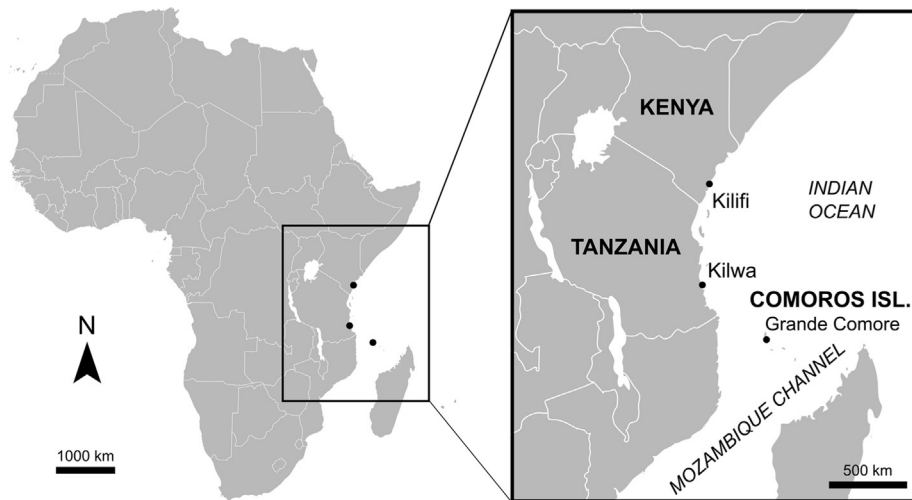 N
1000 km
KENYA
Kilifi
INDIAN
OCEAN
TANZANIA
Kilwa
COMOROS ISL.
Grande Comore
MOZAMBIQUE CHANNEL
500 km